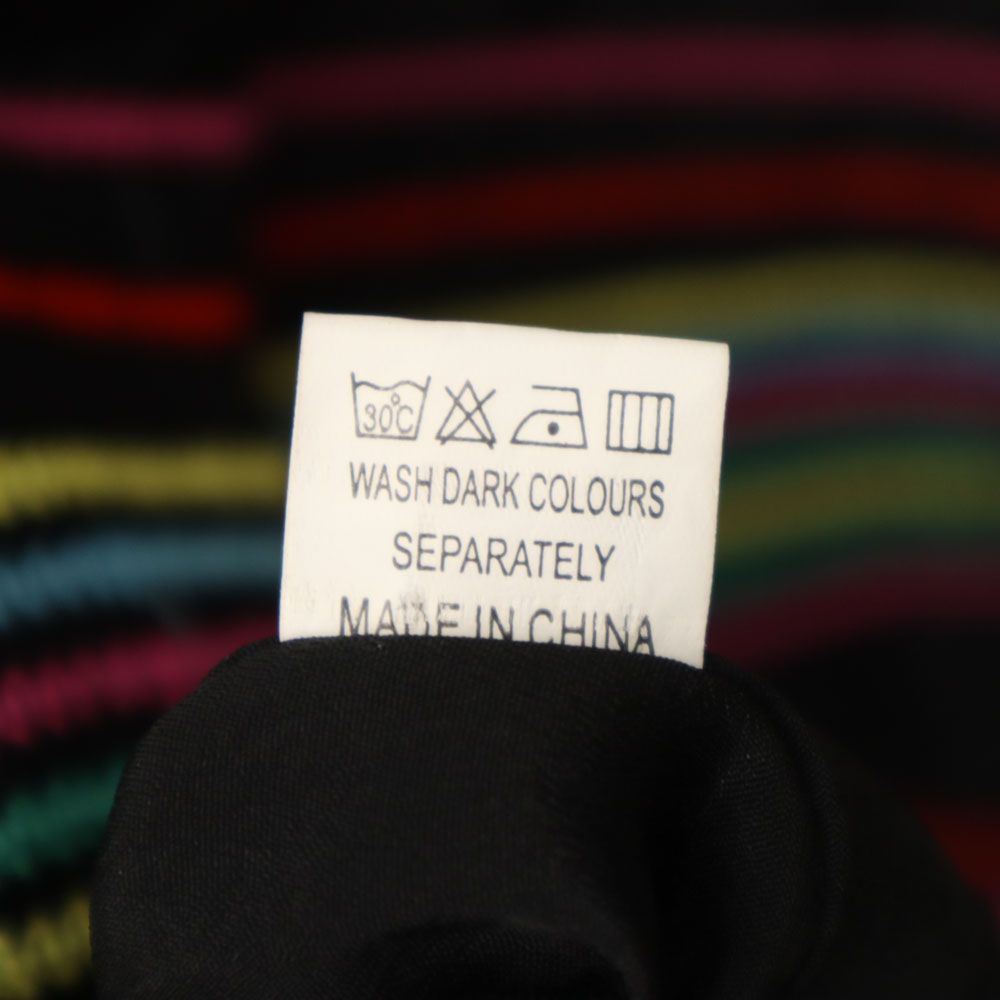 30°C
WASH DARK COLOURS
SEPARATELY
MADE IN CHINA